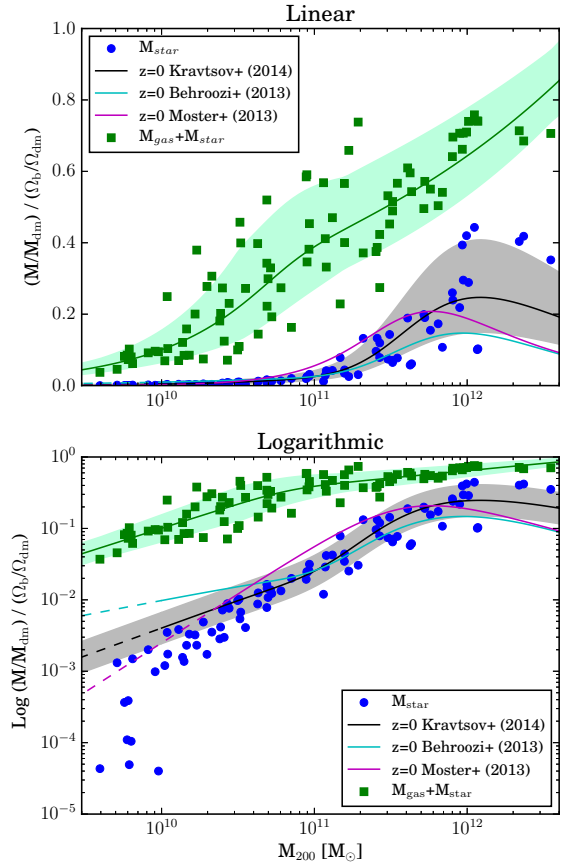 Linear
1.0
0.8
0.6
0.4
0.2
0.0
(M/M_dm) / (Ω_b/Ω_dm)
M_star
z=0 Kravtsov+ (2014)
z=0 Behroozi+ (2013)
z=0 Moster+ (2013)
M_gas+M_star
10^10
10^11
10^12
Logarithmic
10^0
10^-1
10^-2
10^-3
10^-4
10^-5
Log (M/M_dm) / (Ω_b/Ω_dm)
M_star
z=0 Kravtsov+ (2014)
z=0 Behroozi+ (2013)
z=0 Moster+ (2013)
M_gas+M_star
10^10
10^11
10^12
M_200 [M_⊙]